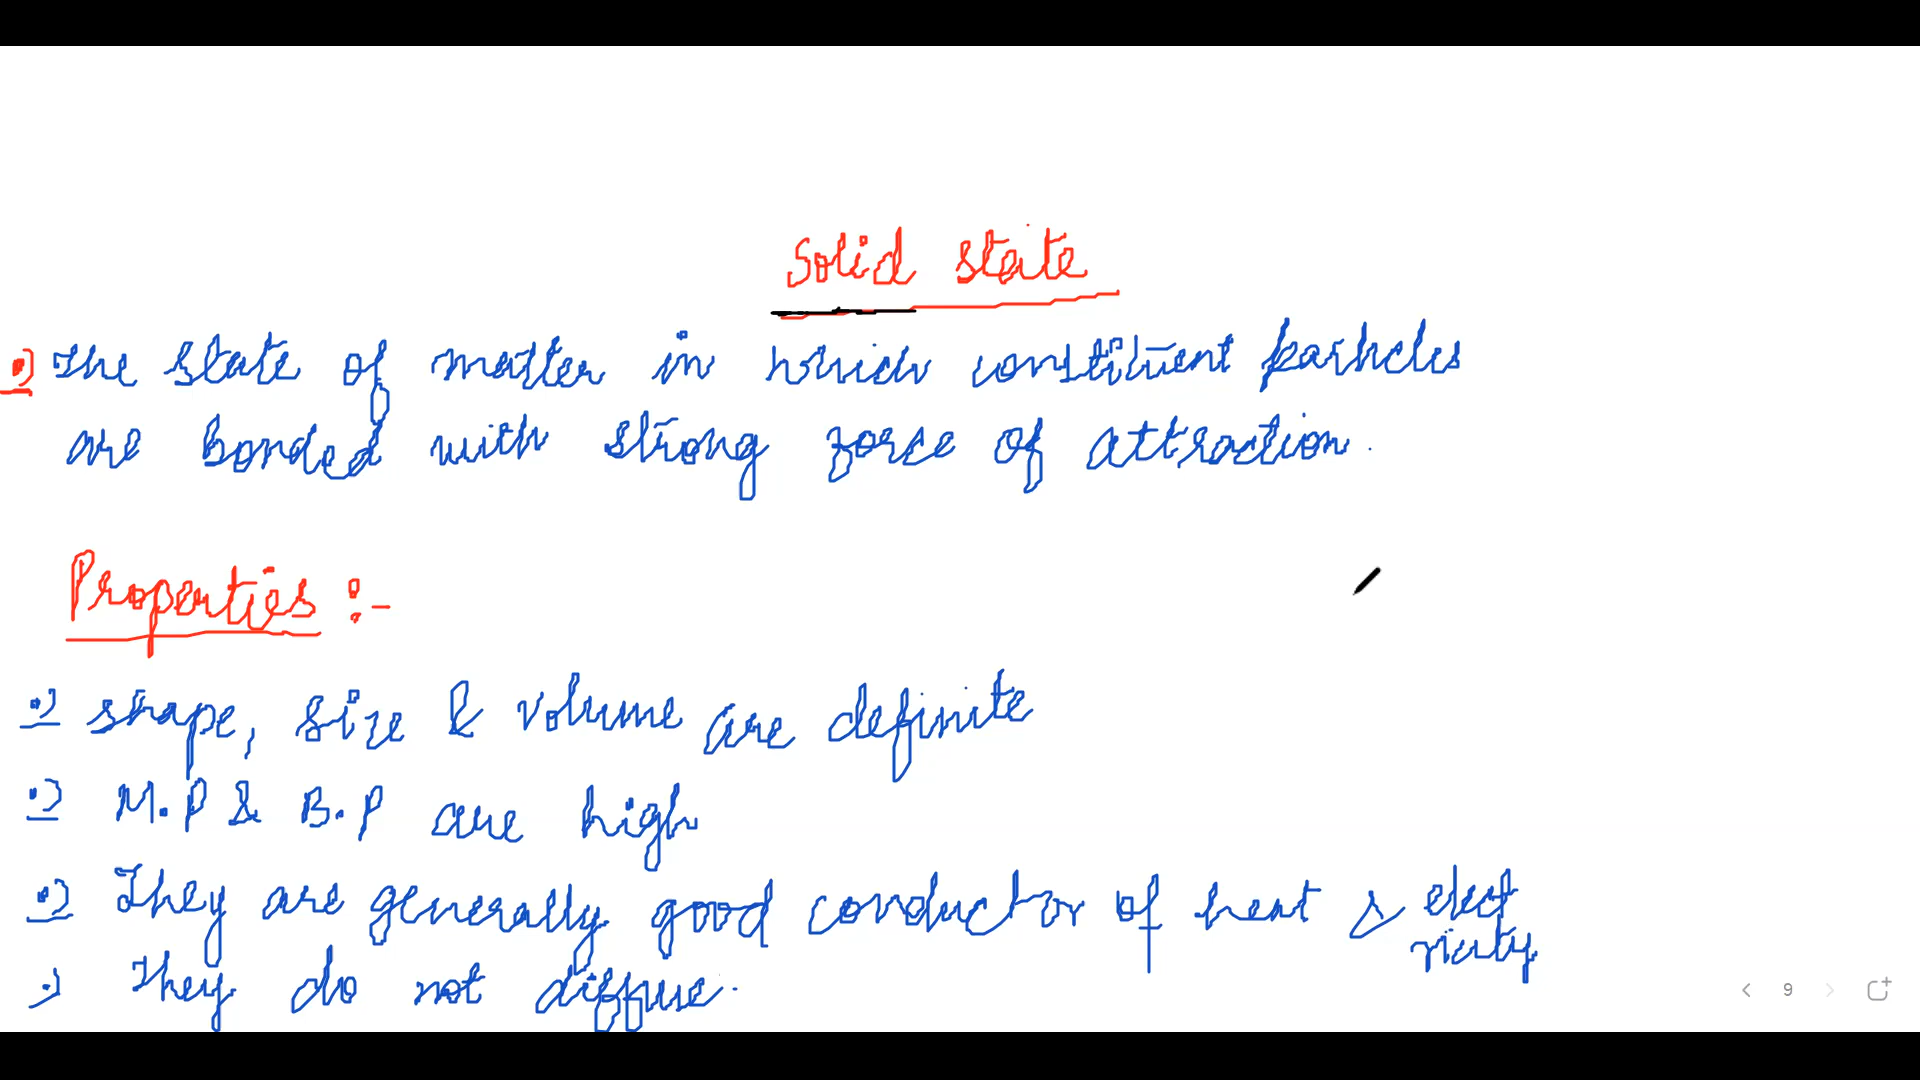 Solid state
•) The state of matter in which constituent particles
are bonded with strong force of attraction.
Properties :-
•) shape, size & volume are definite
•) M.P & B.P are high
•) They are generally good conductor of heat & elect
ricity
•) They do not diffuse.
9